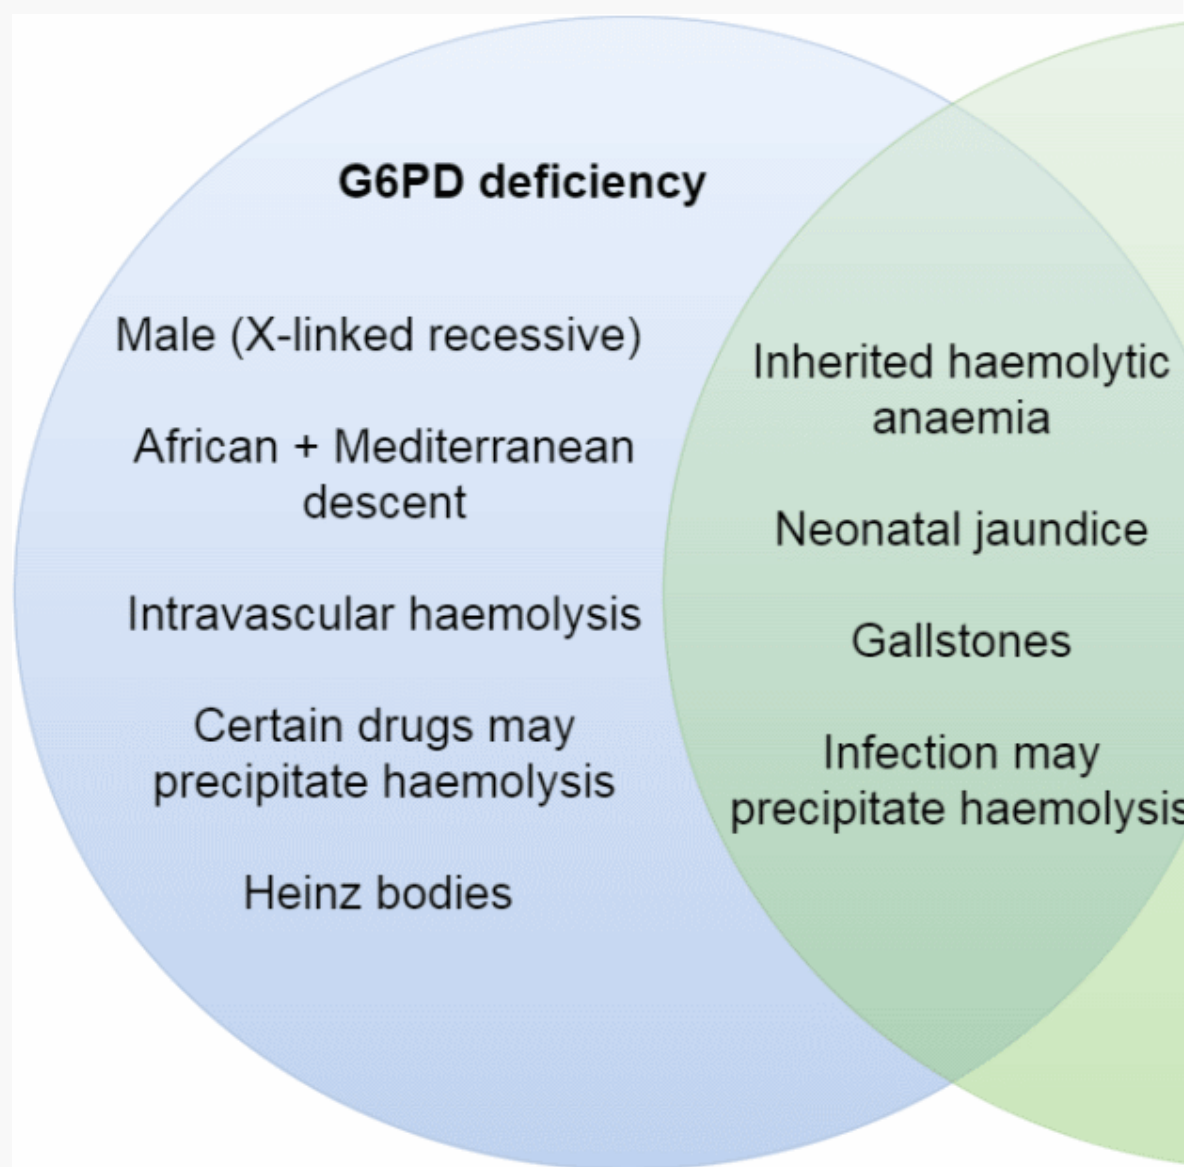 G6PD deficiency
Male (X-linked recessive)
African + Mediterranean
descent
Intravascular haemolysis
Certain drugs may
precipitate haemolysis
Heinz bodies
Inherited haemolytic
anaemia
Neonatal jaundice
Gallstones
Infection may
precipitate haemolysis